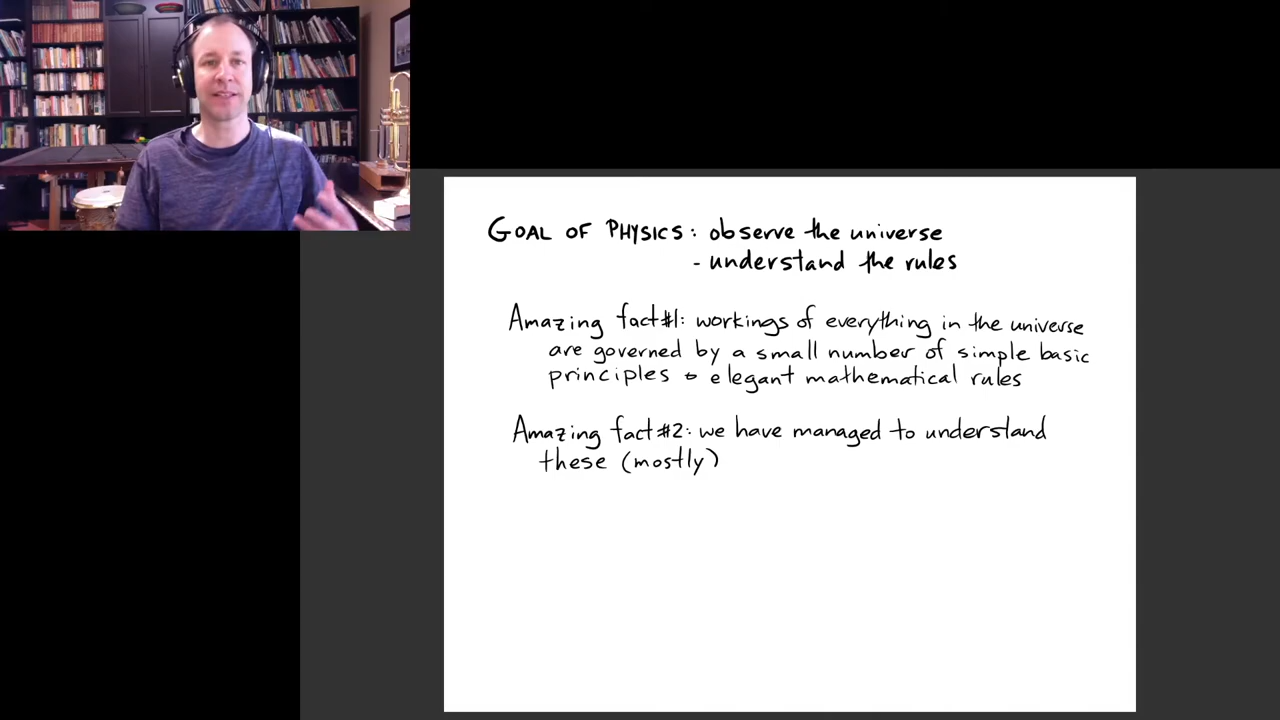 GOAL OF PHYSICS: observe the universe
- understand the rules
Amazing fact #1: workings of everything in the universe
are governed by a small number of simple basic
principles & elegant mathematical rules
Amazing fact #2: we have managed to understand
these (mostly)